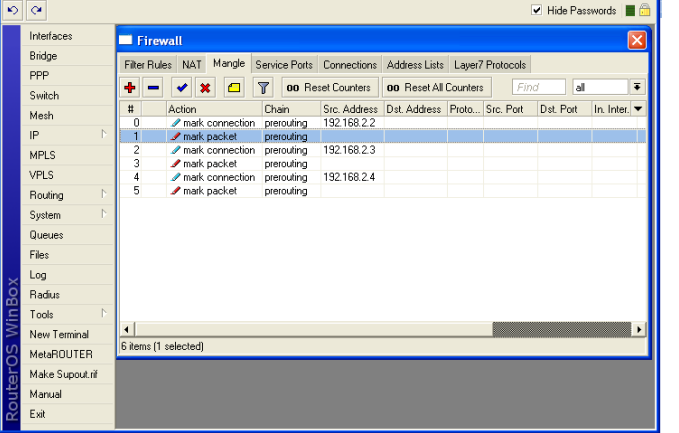 Hide Passwords
Interfaces
Bridge
PPP
Switch
Mesh
IP
MPLS
VPLS
Routing
System
Queues
Files
Log
Radius
Tools
New Terminal
MetaROUTER
Make Supout.rif
Manual
Exit
RouterOS WinBox
Firewall
Filter Rules NAT Mangle Service Ports Connections Address Lists Layer7 Protocols
00 Reset Counters 00 Reset All Counters Find all
# Action Chain Src. Address Dst. Address Proto... Src. Port Dst. Port In. Inter.
0 mark connection prerouting 192.168.2.2
1 mark packet prerouting
2 mark connection prerouting 192.168.2.3
3 mark packet prerouting
4 mark connection prerouting 192.168.2.4
5 mark packet prerouting
6 items (1 selected)